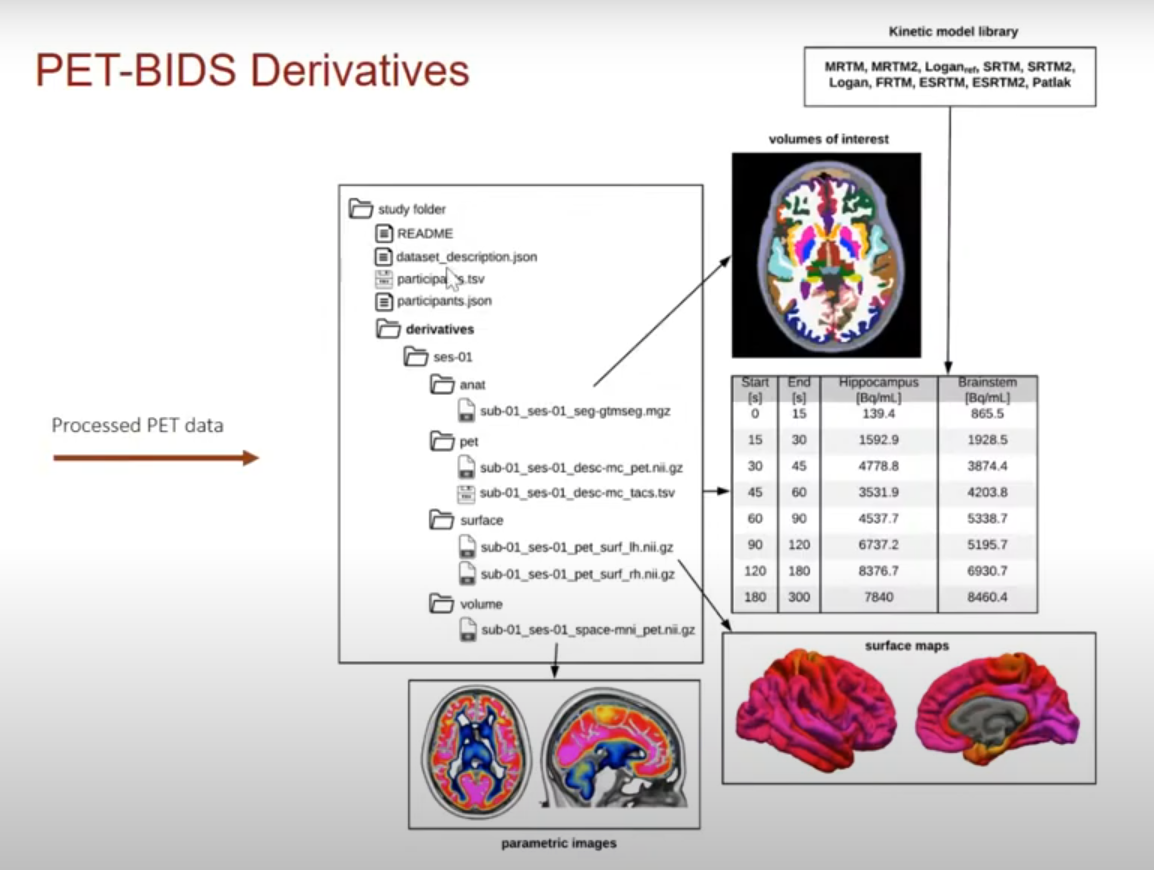 PET-BIDS Derivatives
Kinetic model library
MRTM, MRTM2, Loganref, SRTM, SRTM2,
Logan, FRTM, ESRTM, ESRTM2, Patlak
volumes of interest
study folder
README
dataset_description.json
participants.tsv
participants.json
derivatives
ses-01
anat
sub-01_ses-01_seg-gtmseg.mgz
pet
sub-01_ses-01_desc-mc_pet.nii.gz
sub-01_ses-01_desc-mc_tacs.tsv
surface
sub-01_ses-01_pet_surf_lh.nii.gz
sub-01_ses-01_pet_surf_rh.nii.gz
volume
sub-01_ses-01_space-mni_pet.nii.gz
Processed PET data
Start End Hippocampus Brainstem
[s] [s] [Bq/mL] [Bq/mL]
0 15 139.4 865.5
15 30 1592.9 1928.5
30 45 4778.8 3874.4
45 60 3531.9 4203.8
60 90 4537.7 5338.7
90 120 6737.2 5195.7
120 180 8376.7 6930.7
180 300 7840 8460.4
surface maps
parametric images